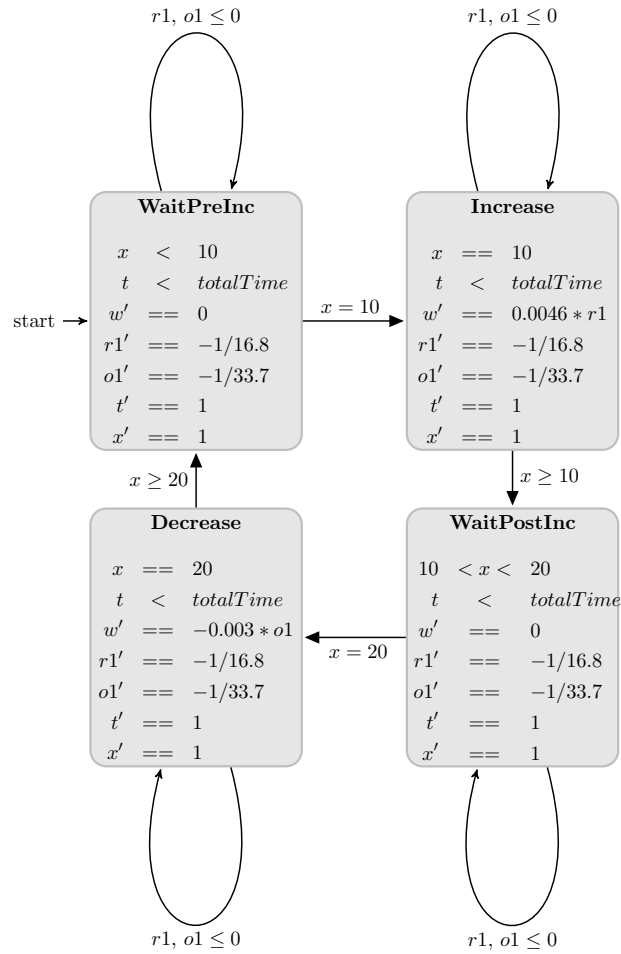 r1, o1 ≤ 0
r1, o1 ≤ 0
WaitPreInc
x < 10
t < totalTime
w′ == 0
r1′ == −1/16.8
o1′ == −1/33.7
t′ == 1
x′ == 1
start
x = 10
Increase
x == 10
t < totalTime
w′ == 0.0046 ∗ r1
r1′ == −1/16.8
o1′ == −1/33.7
t′ == 1
x′ == 1
x ≥ 20
x ≥ 10
Decrease
x == 20
t < totalTime
w′ == −0.003 ∗ o1
r1′ == −1/16.8
o1′ == −1/33.7
t′ == 1
x′ == 1
x = 20
WaitPostInc
10 < x < 20
t < totalTime
w′ == 0
r1′ == −1/16.8
o1′ == −1/33.7
t′ == 1
x′ == 1
r1, o1 ≤ 0
r1, o1 ≤ 0